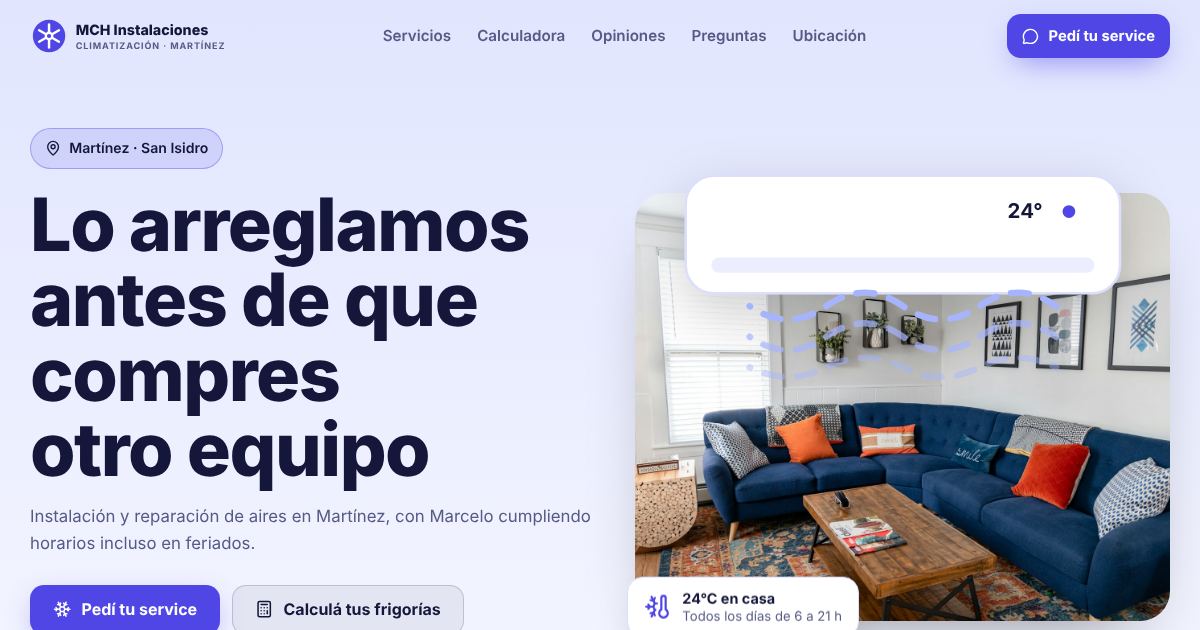 MCH Instalaciones
CLIMATIZACIÓN · MARTÍNEZ
Servicios
Calculadora
Opiniones
Preguntas
Ubicación
Pedí tu service
Martínez · San Isidro
Lo arreglamos
antes de que
compres
otro equipo
Instalación y reparación de aires en Martínez, con Marcelo cumpliendo
horarios incluso en feriados.
Pedí tu service
Calculá tus frigorías
24°
smile
24°C en casa
Todos los días de 6 a 21 h